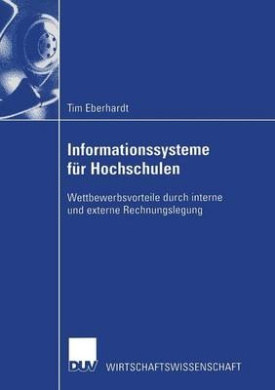 Tim Eberhardt
Informationssysteme
für Hochschulen
Wettbewerbsvorteile durch interne
und externe Rechnungslegung
DUV WIRTSCHAFTSWISSENSCHAFT